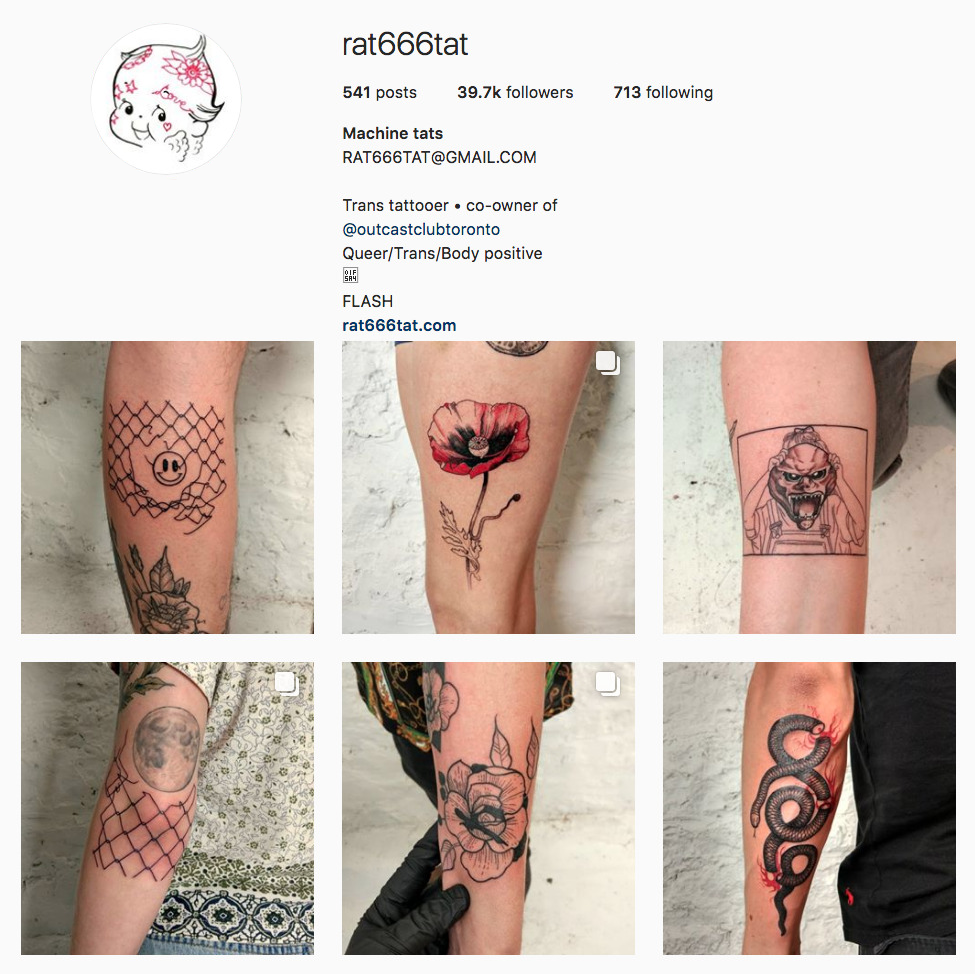 rat666tat
541 posts 39.7k followers 713 following
Machine tats
RAT666TAT@GMAIL.COM
Trans tattooer • co-owner of
@outcastclubtoronto
Queer/Trans/Body positive
FLASH
rat666tat.com
Love